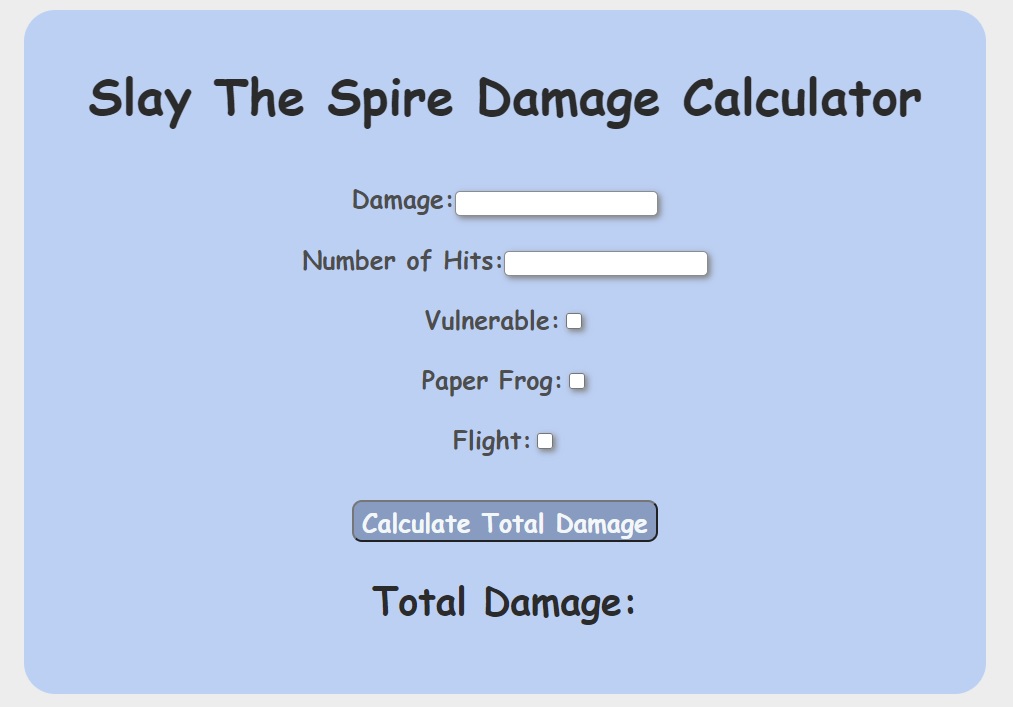 Slay The Spire Damage Calculator
Damage:
Number of Hits:
Vulnerable:
Paper Frog:
Flight:
Calculate Total Damage
Total Damage: